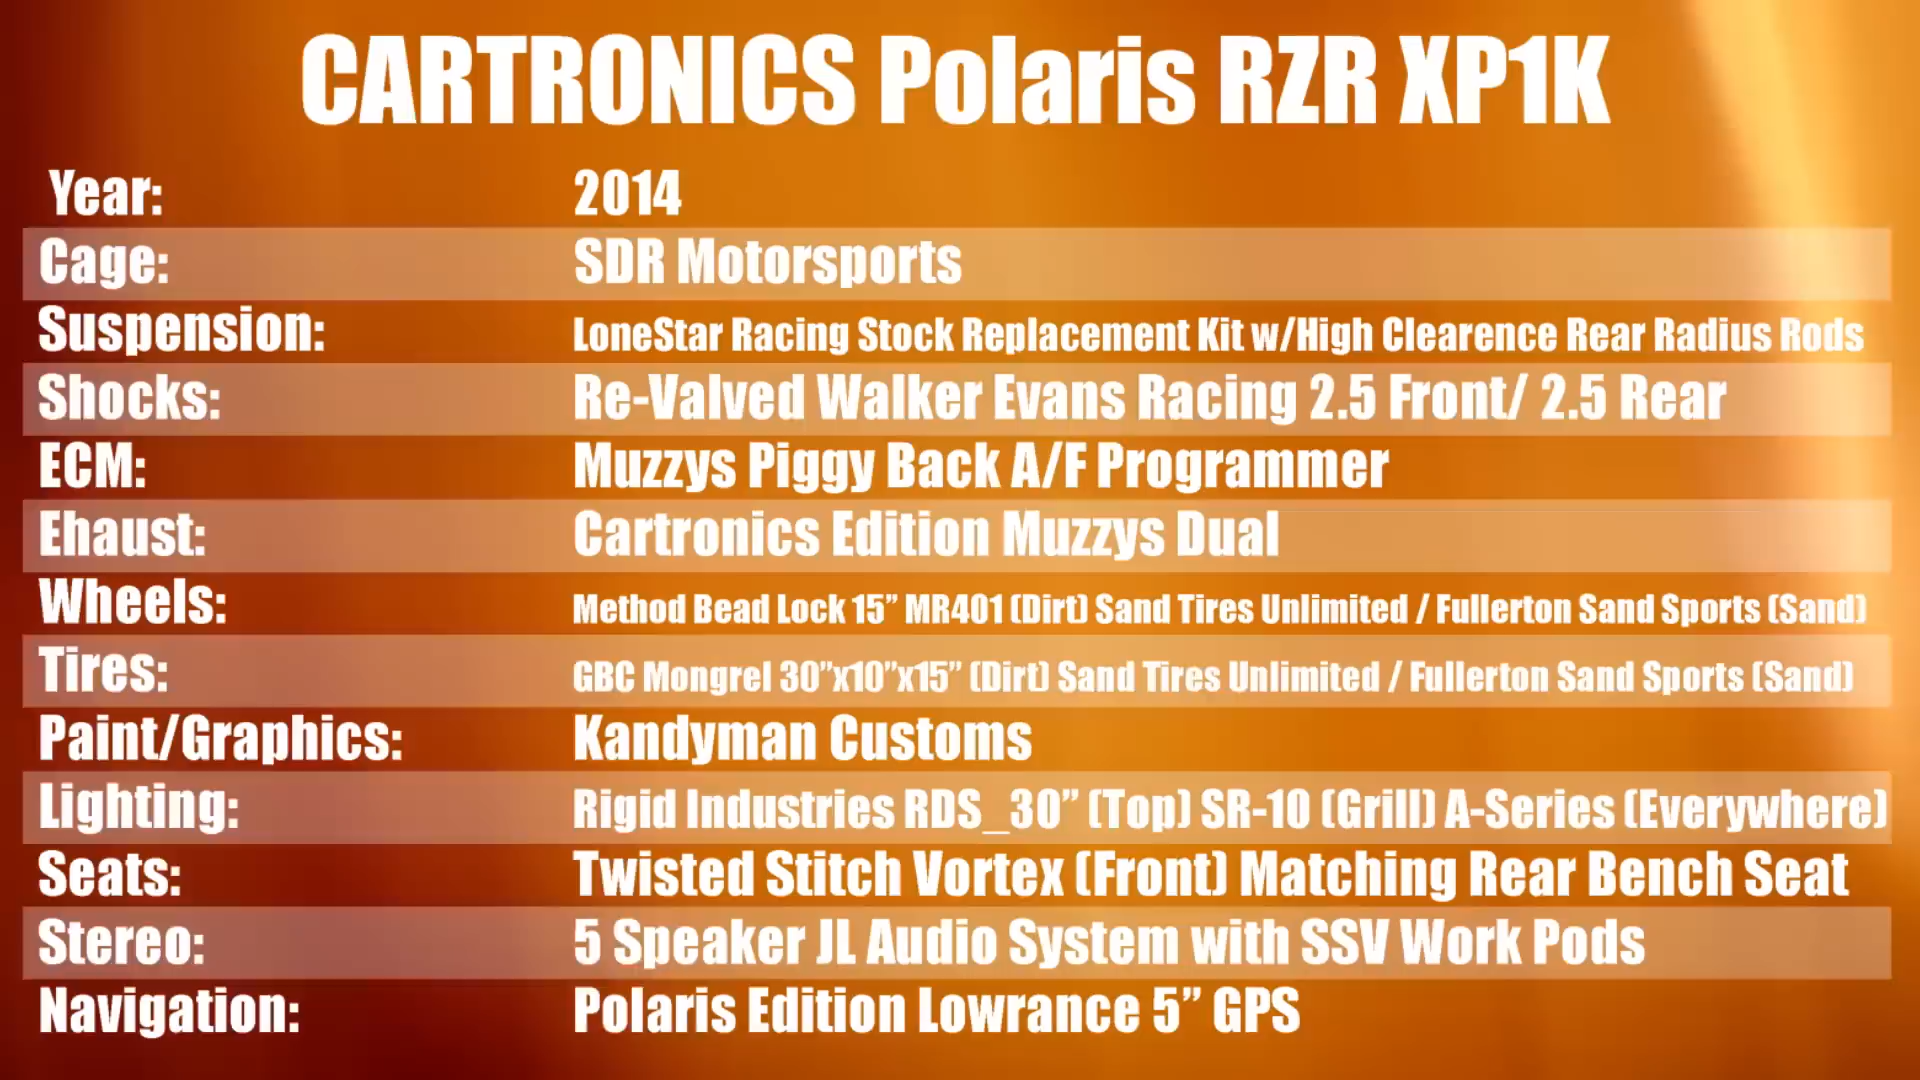 CARTRONICS Polaris RZR XP1K
Year: 2014
Cage: SDR Motorsports
Suspension: LoneStar Racing Stock Replacement Kit w/High Clearence Rear Radius Rods
Shocks: Re-Valved Walker Evans Racing 2.5 Front/ 2.5 Rear
ECM: Muzzys Piggy Back A/F Programmer
Ehaust: Cartronics Edition Muzzys Dual
Wheels: Method Bead Lock 15” MR401 (Dirt) Sand Tires Unlimited / Fullerton Sand Sports (Sand)
Tires: GBC Mongrel 30”x10”x15” (Dirt) Sand Tires Unlimited / Fullerton Sand Sports (Sand)
Paint/Graphics: Kandyman Customs
Lighting: Rigid Industries RDS_30” (Top) SR-10 (Grill) A-Series (Everywhere)
Seats: Twisted Stitch Vortex (Front) Matching Rear Bench Seat
Stereo: 5 Speaker JL Audio System with SSV Work Pods
Navigation: Polaris Edition Lowrance 5” GPS